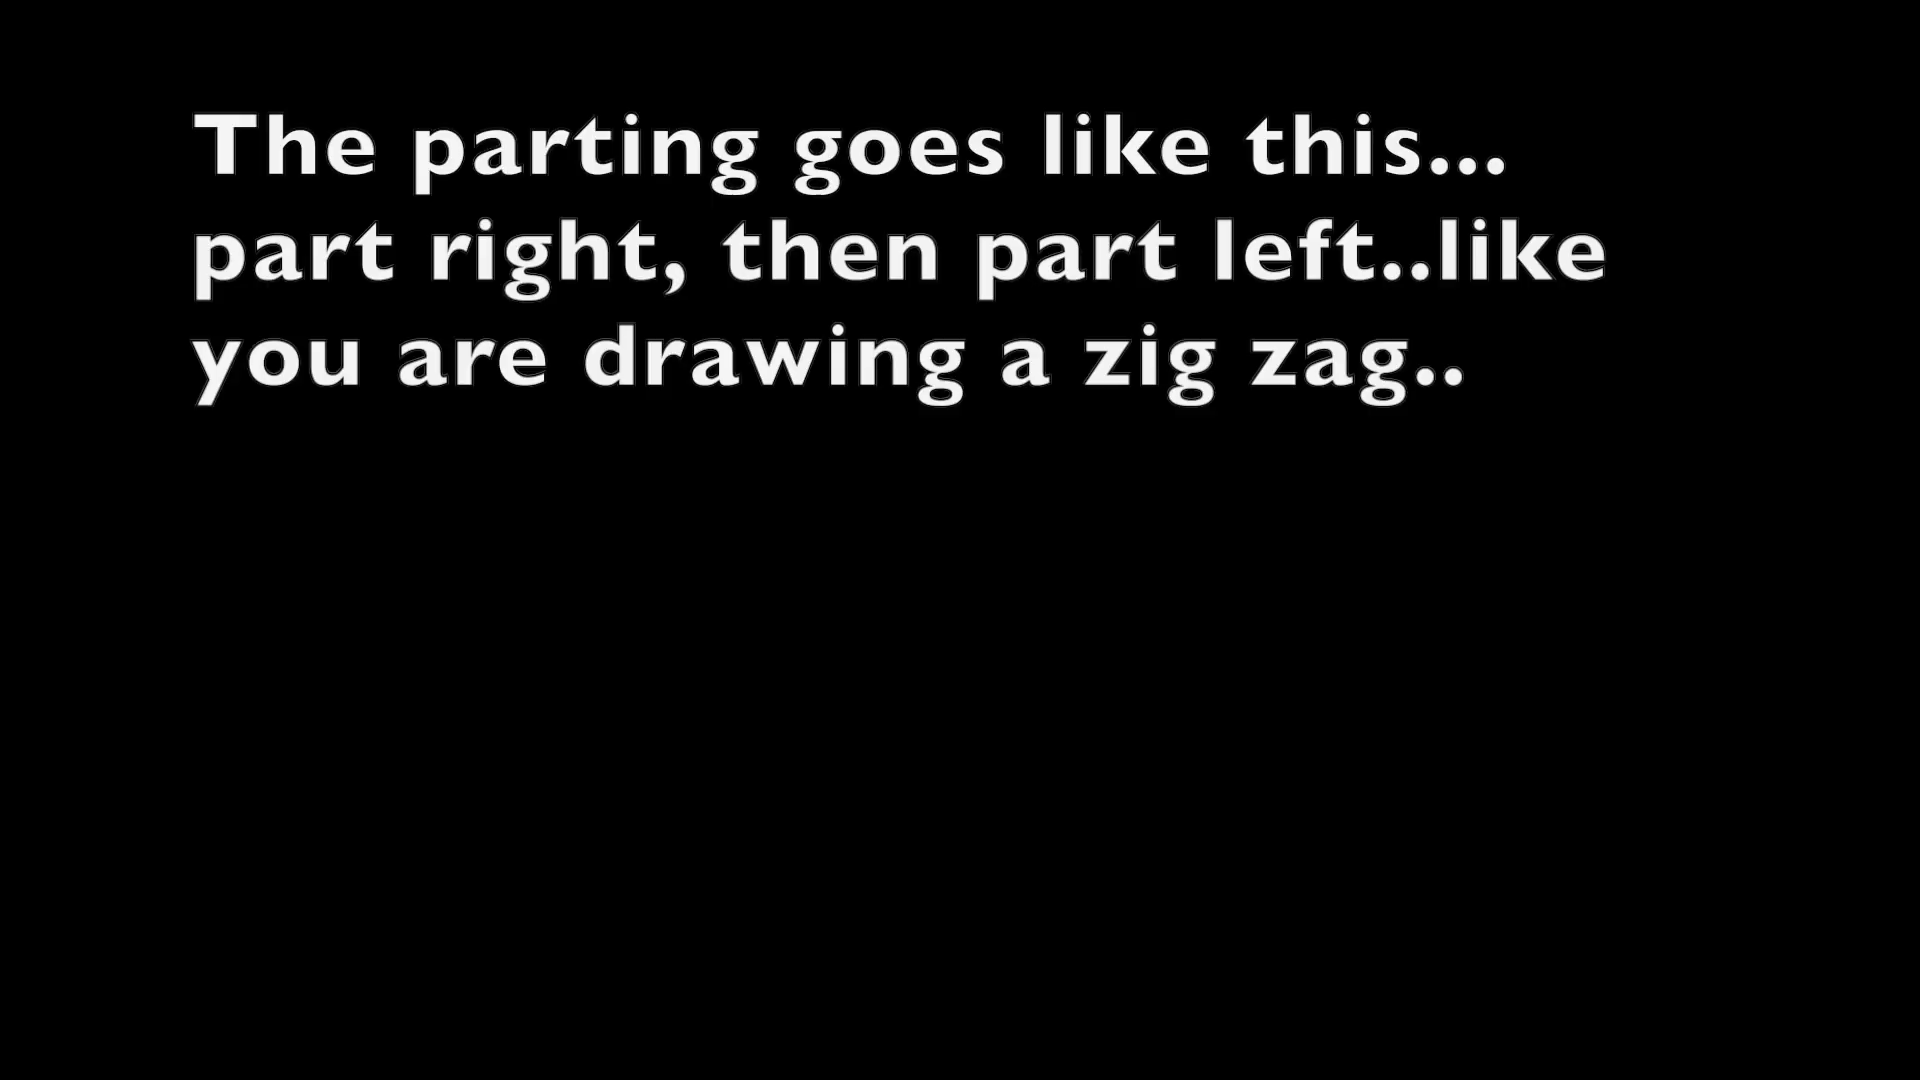 The parting goes like this...
part right, then part left..like
you are drawing a zig zag..